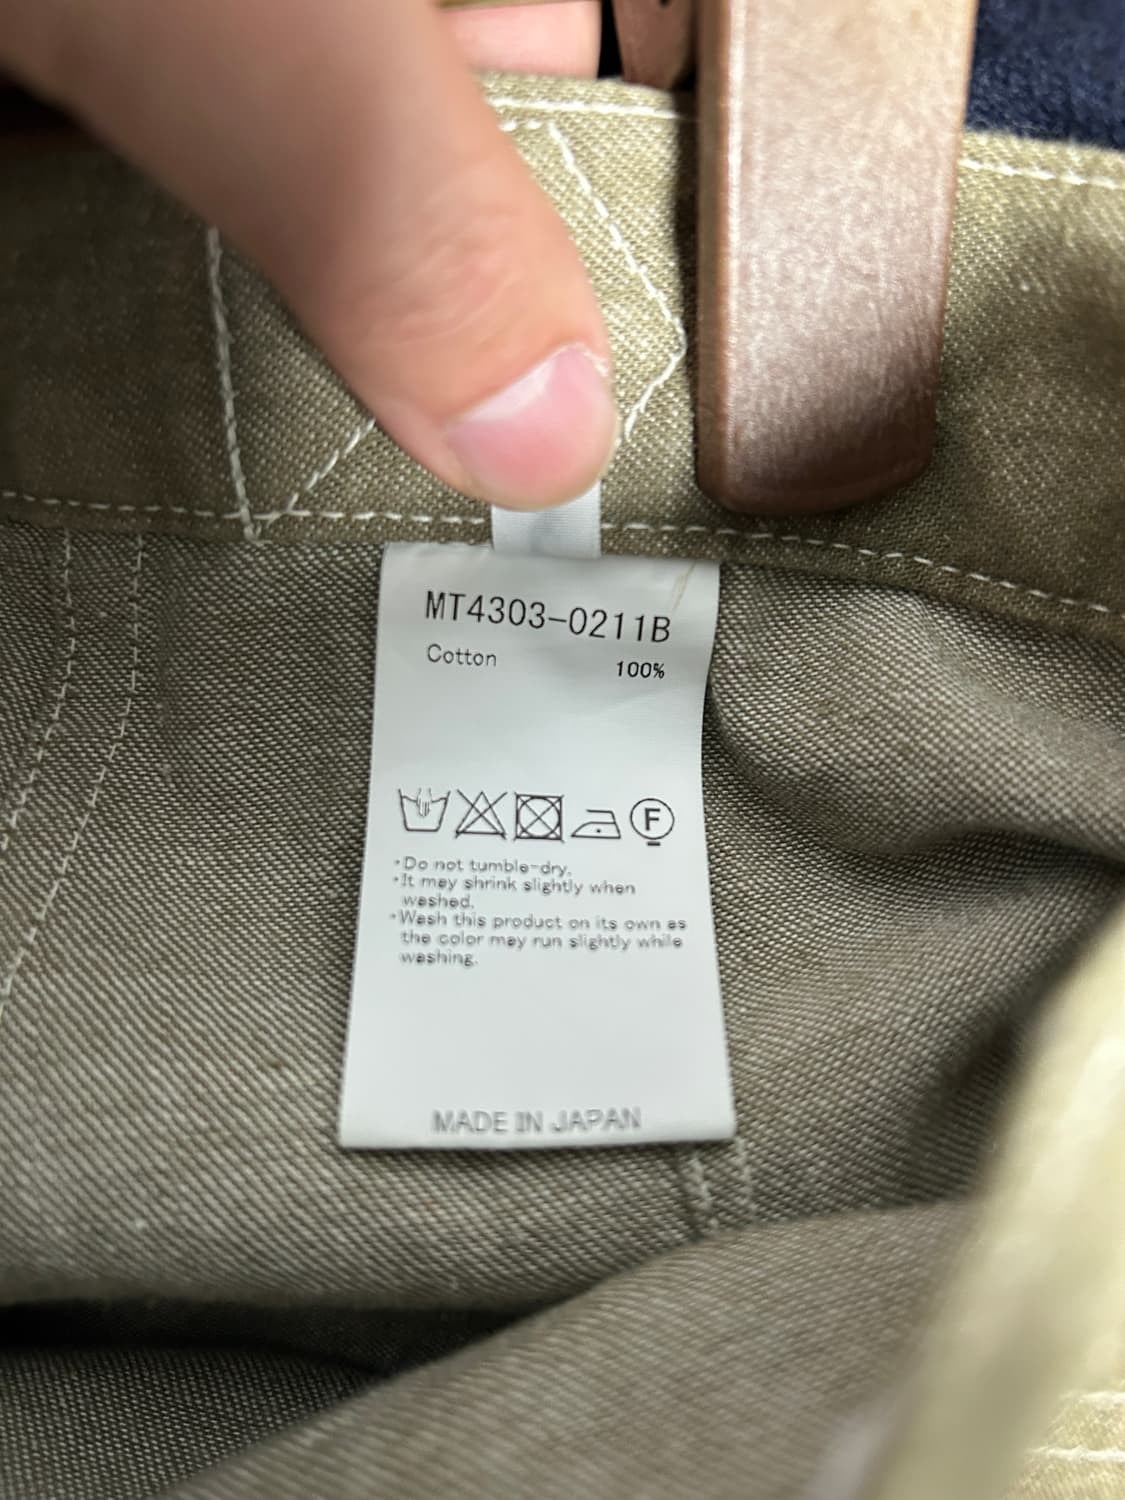 MT4303-0211B
Cotton 100%
F
・Do not tumble-dry.
・It may shrink slightly when
washed.
・Wash this product on its own as
the color may run slightly while
washing.
MADE IN JAPAN